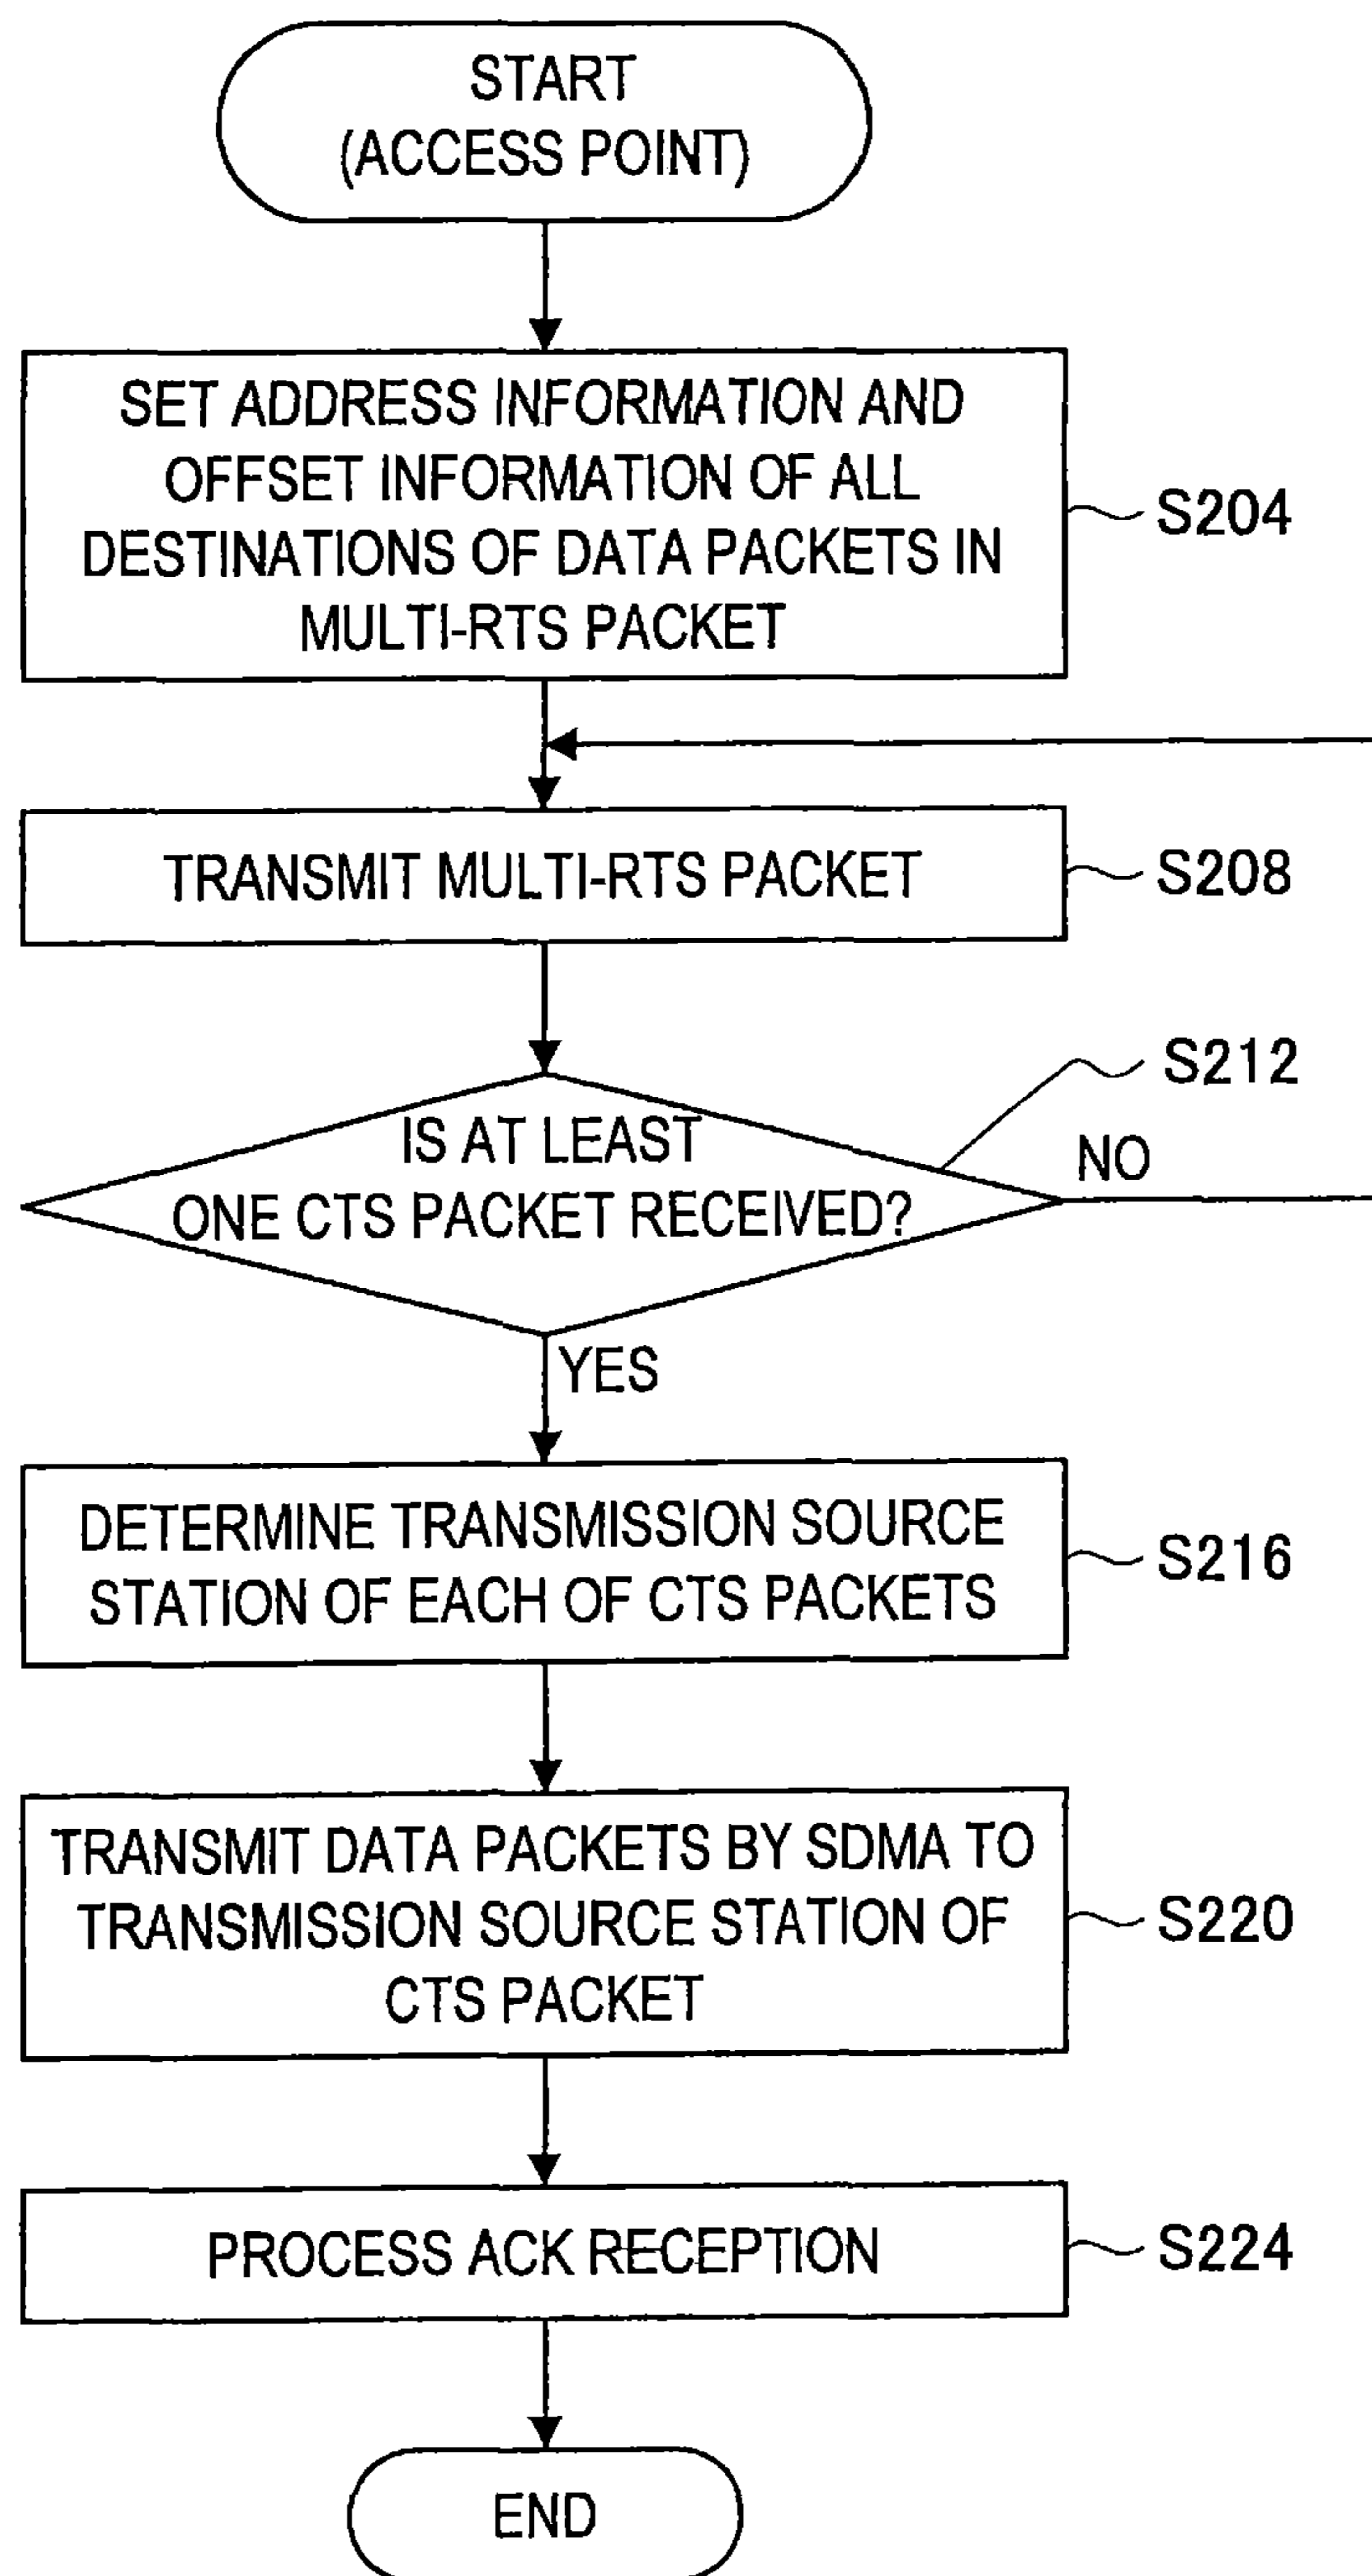 START
(ACCESS POINT)
SET ADDRESS INFORMATION AND
OFFSET INFORMATION OF ALL
DESTINATIONS OF DATA PACKETS IN
MULTI-RTS PACKET
S204
TRANSMIT MULTI-RTS PACKET
S208
S212
IS AT LEAST
ONE CTS PACKET RECEIVED?
NO
YES
DETERMINE TRANSMISSION SOURCE
STATION OF EACH OF CTS PACKETS
S216
TRANSMIT DATA PACKETS BY SDMA TO
TRANSMISSION SOURCE STATION OF
CTS PACKET
S220
PROCESS ACK RECEPTION
S224
END